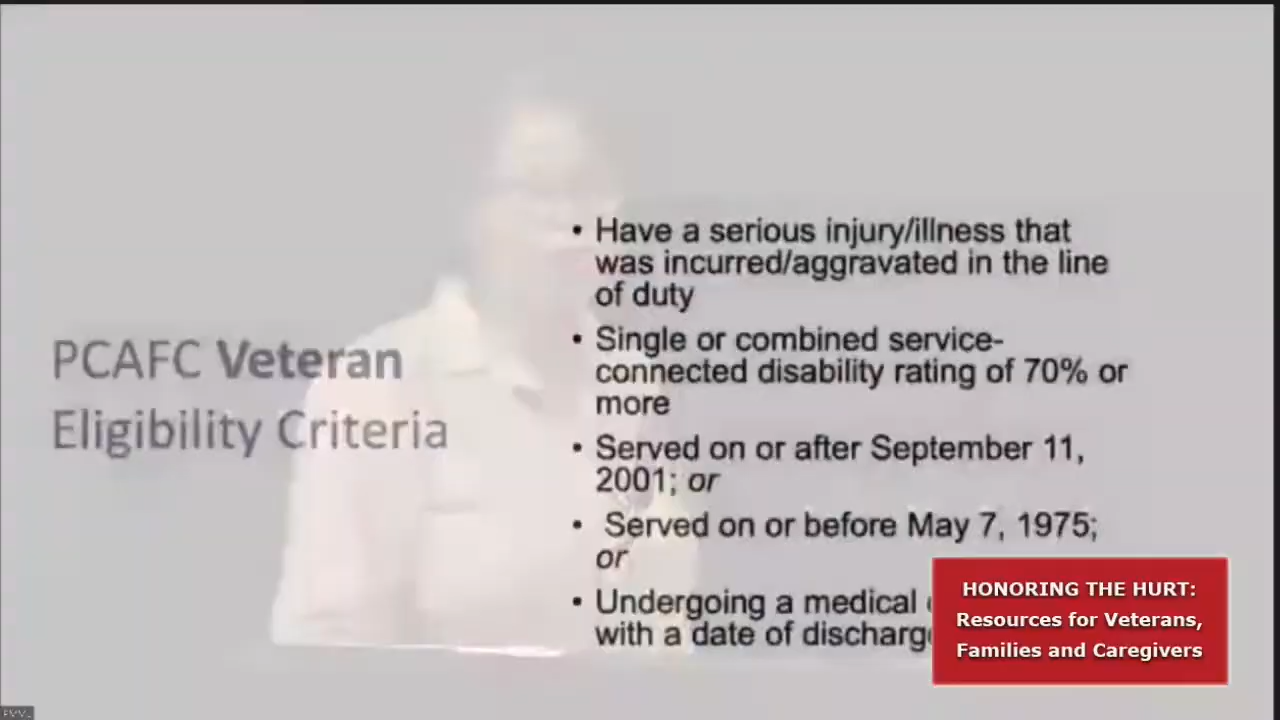 PCAFC Veteran
Eligibility Criteria
• Have a serious injury/illness that
was incurred/aggravated in the line
of duty
• Single or combined service-
connected disability rating of 70% or
more
• Served on or after September 11,
2001; or
• Served on or before May 7, 1975;
or
• Undergoing a medical
with a date of discharge
HONORING THE HURT:
Resources for Veterans,
Families and Caregivers